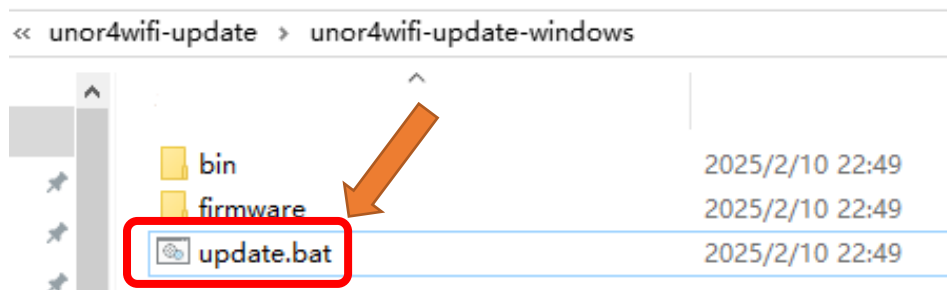 « unor4wifi-update › unor4wifi-update-windows
bin 2025/2/10 22:49
firmware 2025/2/10 22:49
update.bat 2025/2/10 22:49